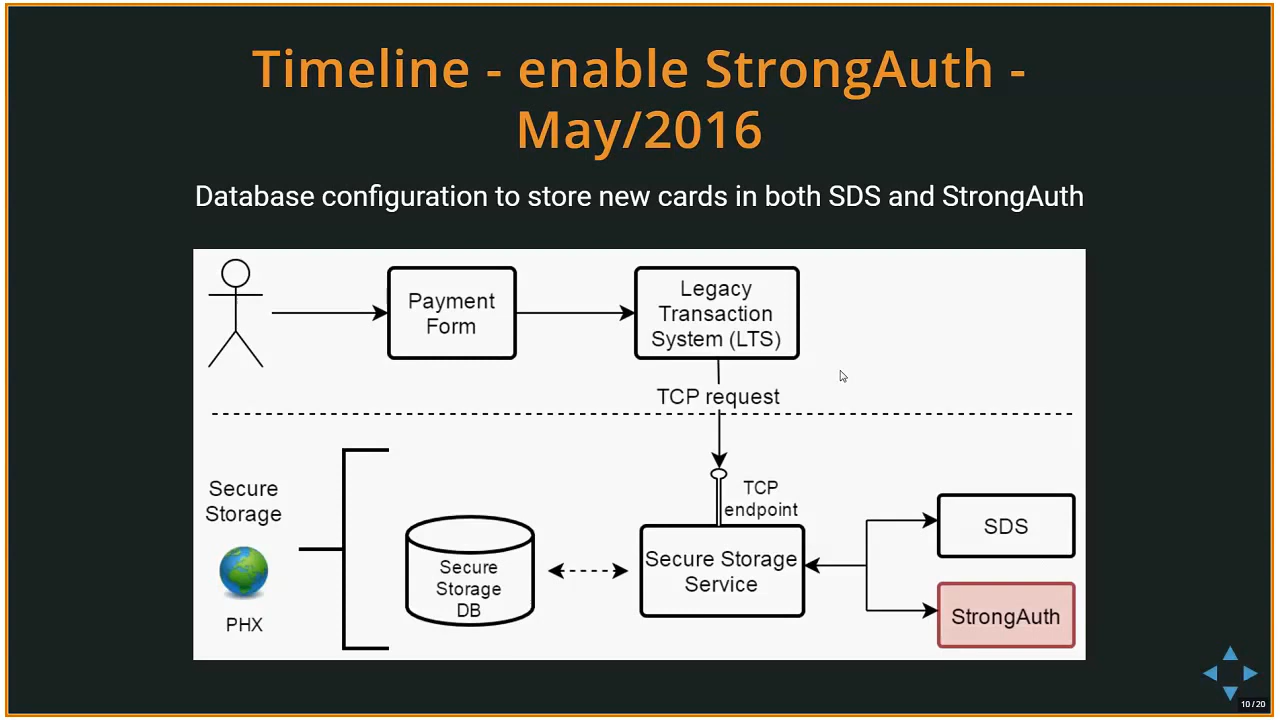 Timeline - enable StrongAuth -
May/2016
Database configuration to store new cards in both SDS and StrongAuth
Payment
Form
Legacy
Transaction
System (LTS)
TCP request
Secure
Storage
PHX
Secure
Storage
DB
TCP
endpoint
Secure Storage
Service
SDS
StrongAuth
10 / 20